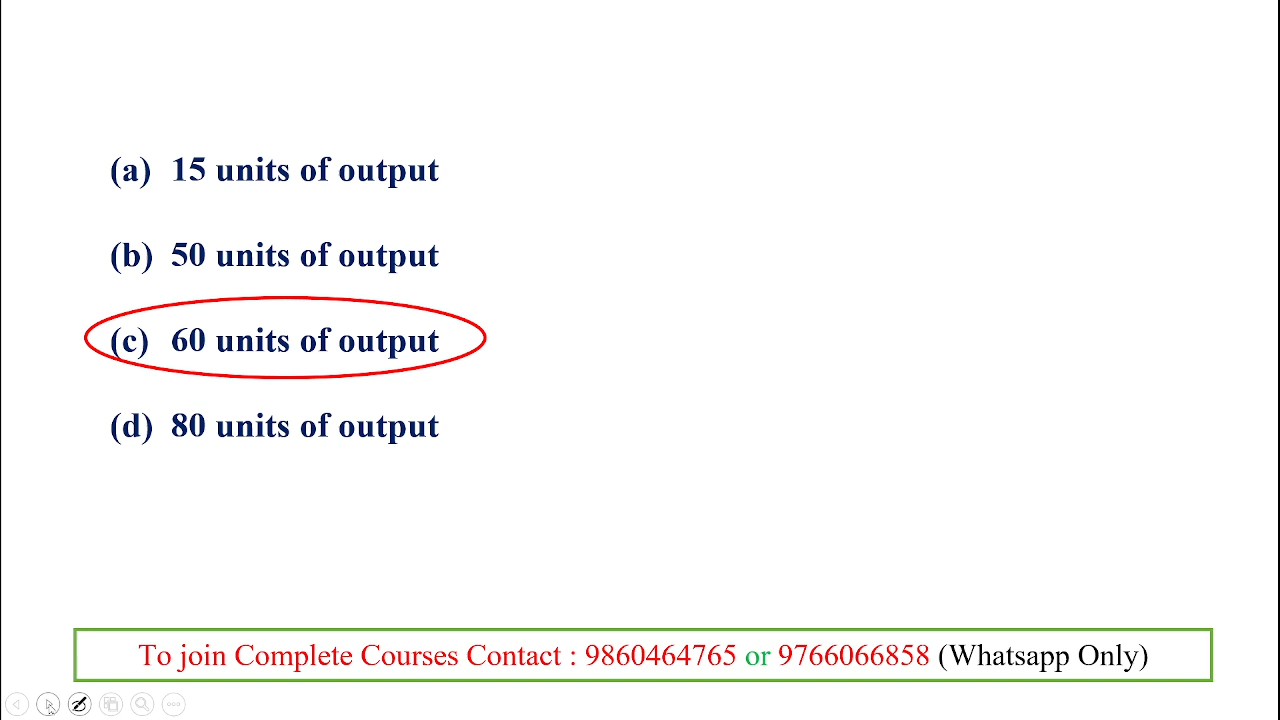 (a) 15 units of output
(b) 50 units of output
(c) 60 units of output
(d) 80 units of output
To join Complete Courses Contact : 9860464765 or 9766066858 (Whatsapp Only)